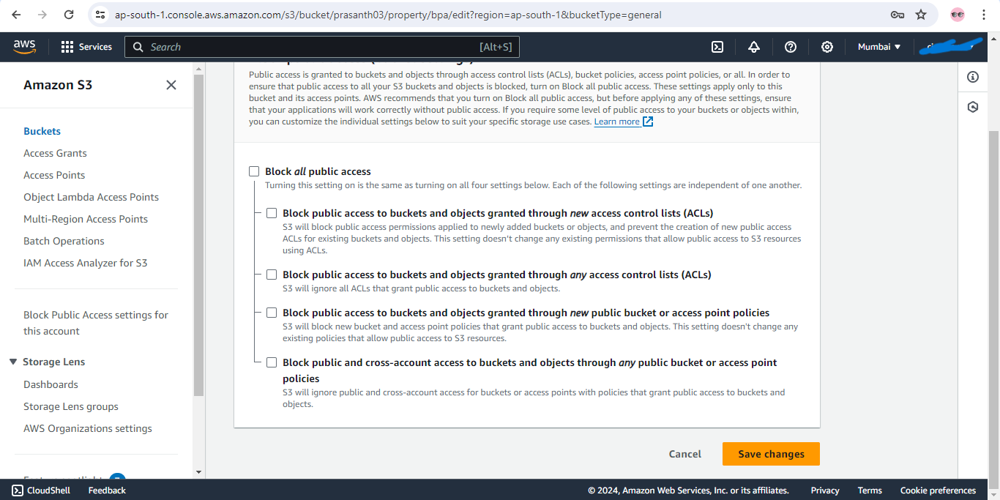 ap-south-1.console.aws.amazon.com/s3/bucket/prasanth03/property/bpa/edit?region=ap-south-1&bucketType=general
aws
Services
Search
[Alt+S]
Mumbai
Amazon S3
Buckets
Access Grants
Access Points
Object Lambda Access Points
Multi-Region Access Points
Batch Operations
IAM Access Analyzer for S3
Block Public Access settings for
this account
Storage Lens
Dashboards
Storage Lens groups
AWS Organizations settings
Public access is granted to buckets and objects through access control lists (ACLs), bucket policies, access point policies, or all. In order to
ensure that public access to all your S3 buckets and objects is blocked, turn on Block all public access. These settings apply only to this
bucket and its access points. AWS recommends that you turn on Block all public access, but before applying any of these settings, ensure
that your applications will work correctly without public access. If you require some level of public access to your buckets or objects within,
you can customize the individual settings below to suit your specific storage use cases. Learn more
Block all public access
Turning this setting on is the same as turning on all four settings below. Each of the following settings are independent of one another.
Block public access to buckets and objects granted through new access control lists (ACLs)
S3 will block public access permissions applied to newly added buckets or objects, and prevent the creation of new public access
ACLs for existing buckets and objects. This setting doesn't change any existing permissions that allow public access to S3 resources
using ACLs.
Block public access to buckets and objects granted through any access control lists (ACLs)
S3 will ignore all ACLs that grant public access to buckets and objects.
Block public access to buckets and objects granted through new public bucket or access point policies
S3 will block new bucket and access point policies that grant public access to buckets and objects. This setting doesn't change any
existing policies that allow public access to S3 resources.
Block public and cross-account access to buckets and objects through any public bucket or access point
policies
S3 will ignore public and cross-account access for buckets or access points with policies that grant public access to buckets and
objects.
Cancel
Save changes
CloudShell
Feedback
© 2024, Amazon Web Services, Inc. or its affiliates.
Privacy
Terms
Cookie preferences